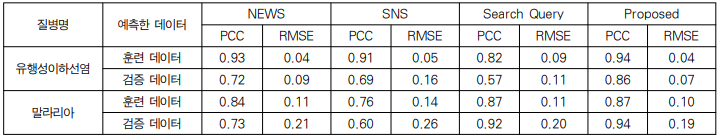 질병명 예측한 데이터 NEWS SNS Search Query Proposed
PCC RMSE PCC RMSE PCC RMSE PCC RMSE
유행성이하선염 훈련 데이터 0.93 0.04 0.91 0.05 0.82 0.09 0.94 0.04
검증 데이터 0.72 0.09 0.69 0.16 0.57 0.11 0.86 0.07
말라리아 훈련 데이터 0.84 0.11 0.76 0.14 0.87 0.11 0.87 0.10
검증 데이터 0.73 0.21 0.60 0.26 0.92 0.20 0.94 0.19